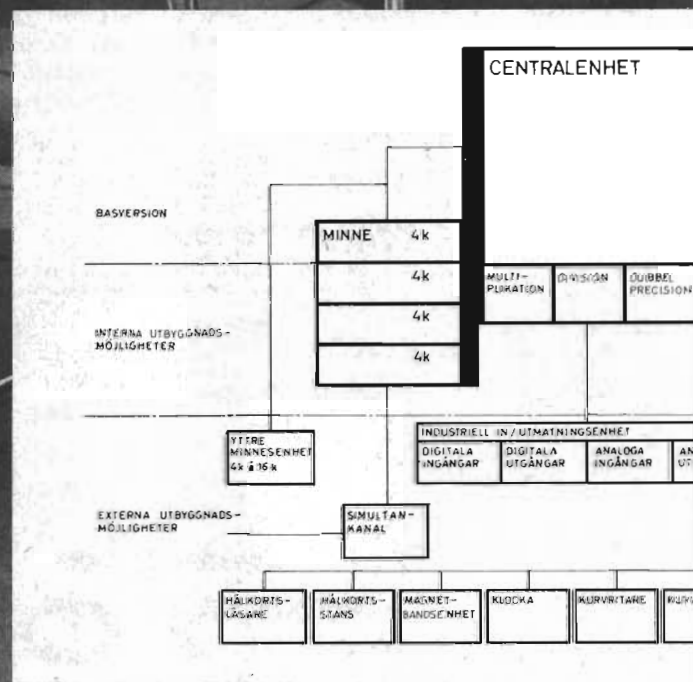 CENTRALENHET
BASVERSION
MINNE 4k
4k
4k
4k
MULTI-
PLIKATION
DIVISION
DUBBEL
PRECISION
INTERNA UTBYGGNADS-
MÖJLIGHETER
YTTRE
MINNESENHET
4k à 16k
INDUSTRIELL IN/UTMATNINGSENHET
DIGITALA
INGÅNGAR
DIGITALA
UTGÅNGAR
ANALOGA
INGÅNGAR
AN
UT
EXTERNA UTBYGGNADS-
MÖJLIGHETER
SIMULTAN-
KANAL
HÅLKORTS-
LÄSARE
HÅLKORTS-
STANS
MAGNET-
BANDSENHET
KLOCKA
KURVRITARE